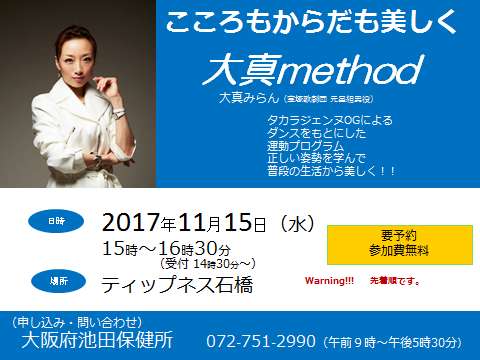 こころもからだも美しく
大真method
大真みらん（宝塚歌劇団 元星組男役）
タカラジェンヌOGによる
ダンスをもとにした
運動プログラム
正しい姿勢を学んで
普段の生活から美しく！！
日時
2017年11月15日（水）
15時～16時30分
（受付 14時30分～）
要予約
参加費無料
場所
ティップネス石橋
Warning!!! 先着順です。
（申し込み・問い合わせ）
大阪府池田保健所 072-751-2990（午前９時～午後5時30分）